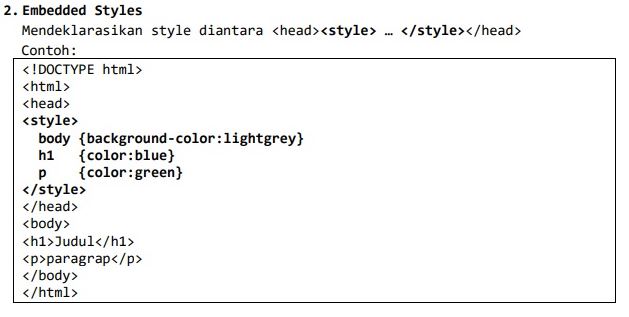 2. Embedded Styles
Mendeklarasikan style diantara <head><style> … </style></head>
Contoh:
<!DOCTYPE html>
<html>
<head>
<style>
  body {background-color:lightgrey}
  h1   {color:blue}
  p    {color:green}
</style>
</head>
<body>
<h1>Judul</h1>
<p>paragrap</p>
</body>
</html>